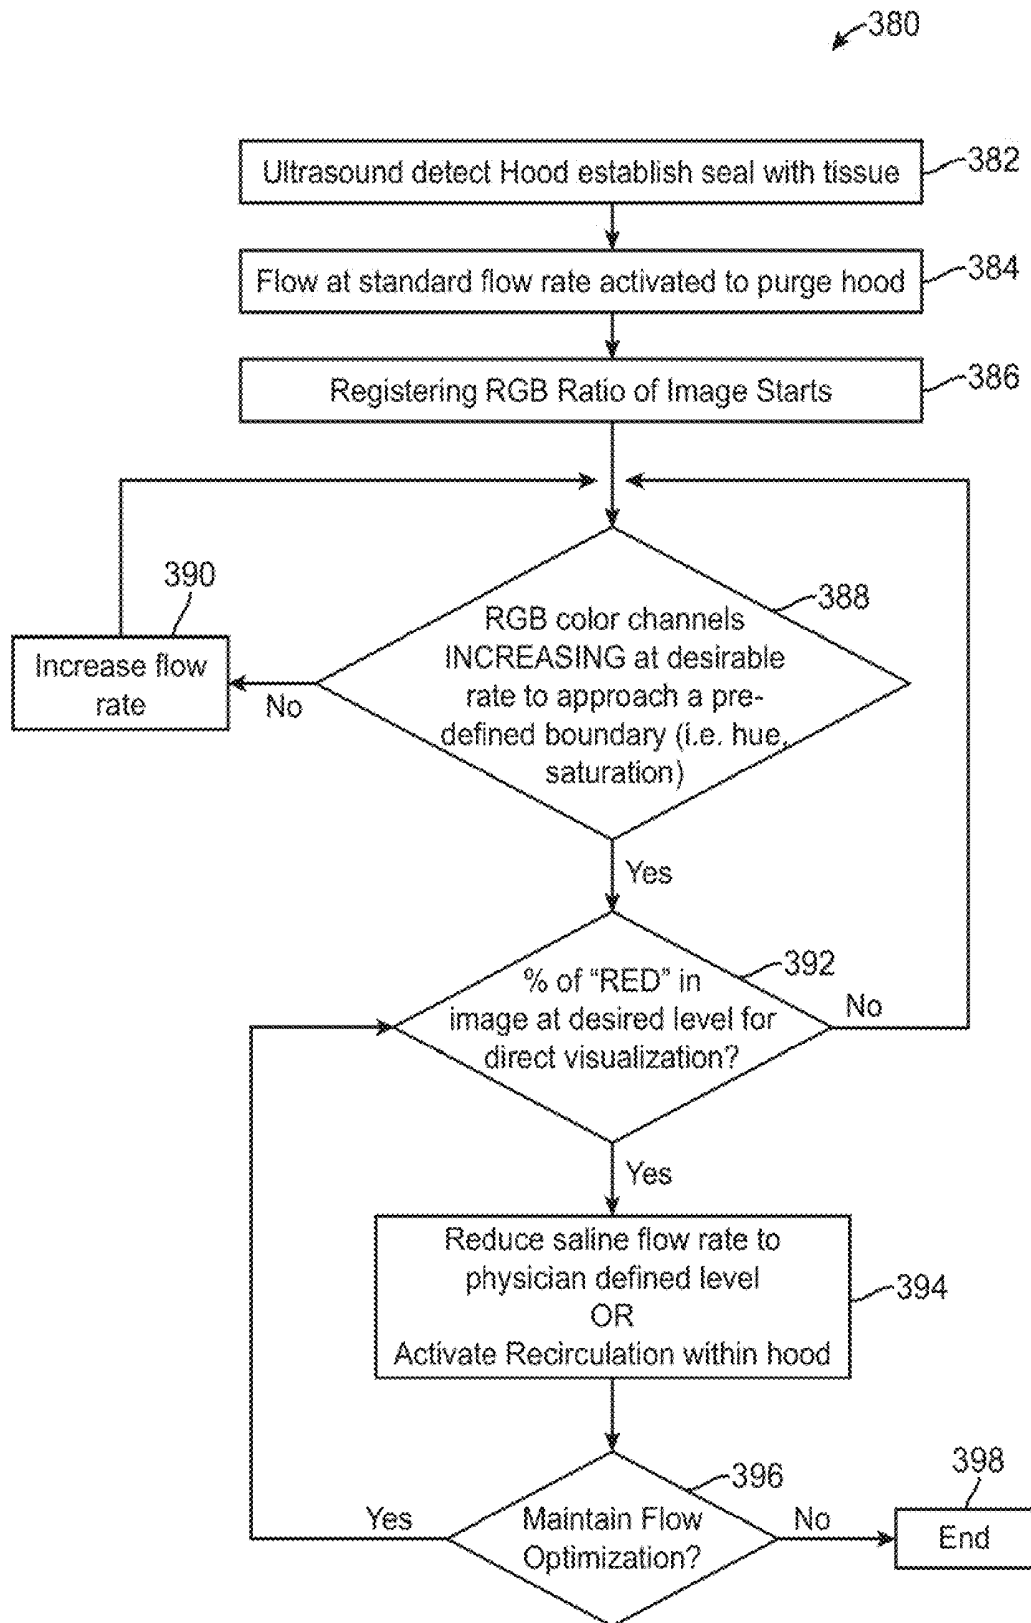 380
Ultrasound detect Hood establish seal with tissue
382
Flow at standard flow rate activated to purge hood
384
Registering RGB Ratio of Image Starts
386
390
Increase flow
rate
No
388
RGB color channels
INCREASING at desirable
rate to approach a pre-
defined boundary (i.e. hue,
saturation)
Yes
392
% of “RED” in
image at desired level for
direct visualization?
No
Yes
Reduce saline flow rate to
physician defined level
OR
Activate Recirculation within hood
394
396
Maintain Flow
Optimization?
Yes
No
398
End